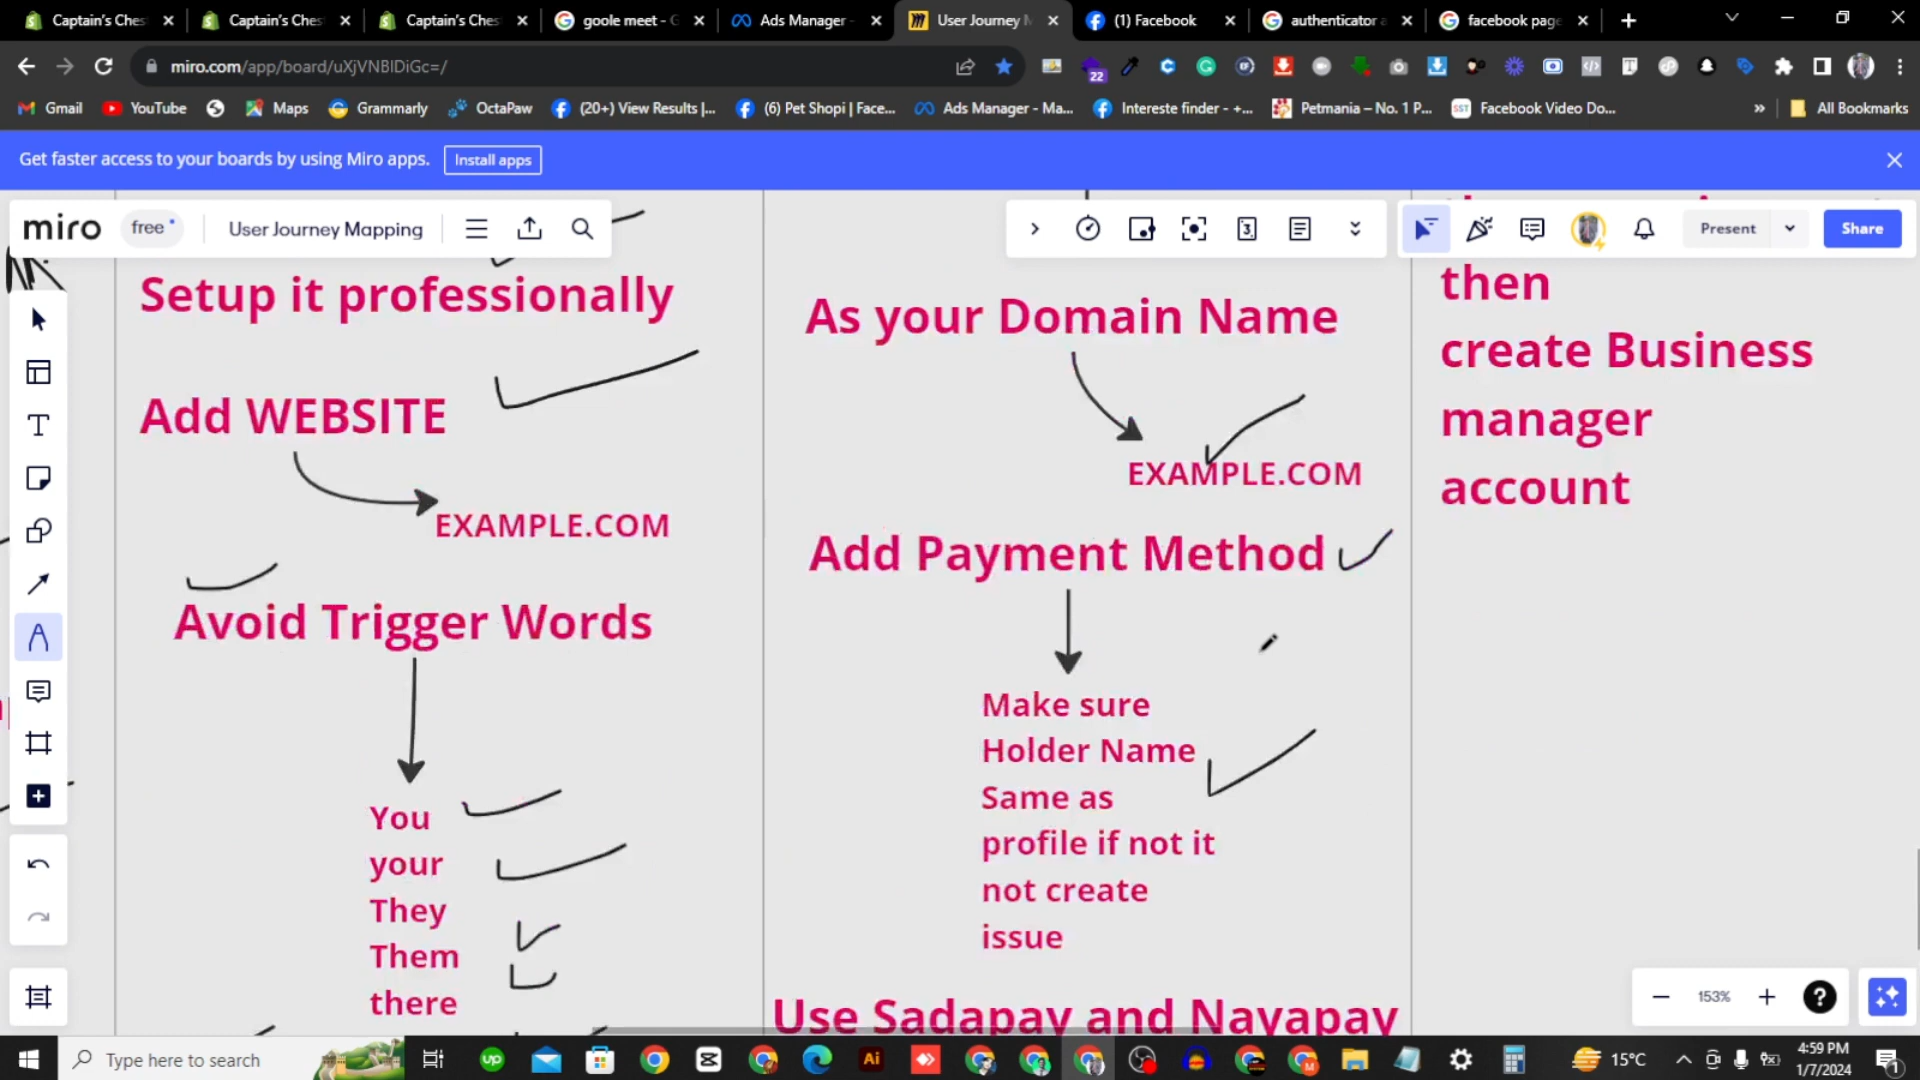 Captain's Ches
Captain's Ches
Captain's Ches
goole meet - G
Ads Manager -
User Journey M
(1) Facebook
authenticator a
facebook page
miro.com/app/board/uXjVNBlDiGc=/
22
Gmail
YouTube
Maps
Grammarly
OctaPaw
(20+) View Results |...
(6) Pet Shopi | Face...
Ads Manager - Ma...
Intereste finder - +...
Petmania – No. 1 P...
Facebook Video Do...
All Bookmarks
Get faster access to your boards by using Miro apps.
Install apps
miro
free
User Journey Mapping
Present
Share
Setup it professionally
Add WEBSITE
EXAMPLE.COM
Avoid Trigger Words
You
your
They
Them
there
As your Domain Name
EXAMPLE.COM
Add Payment Method
Make sure
Holder Name
Same as
profile if not it
not create
issue
Use Sadapay and Nayapay
then
create Business
manager
account
153%
Type here to search
15°C
4:59 PM
1/7/2024
1